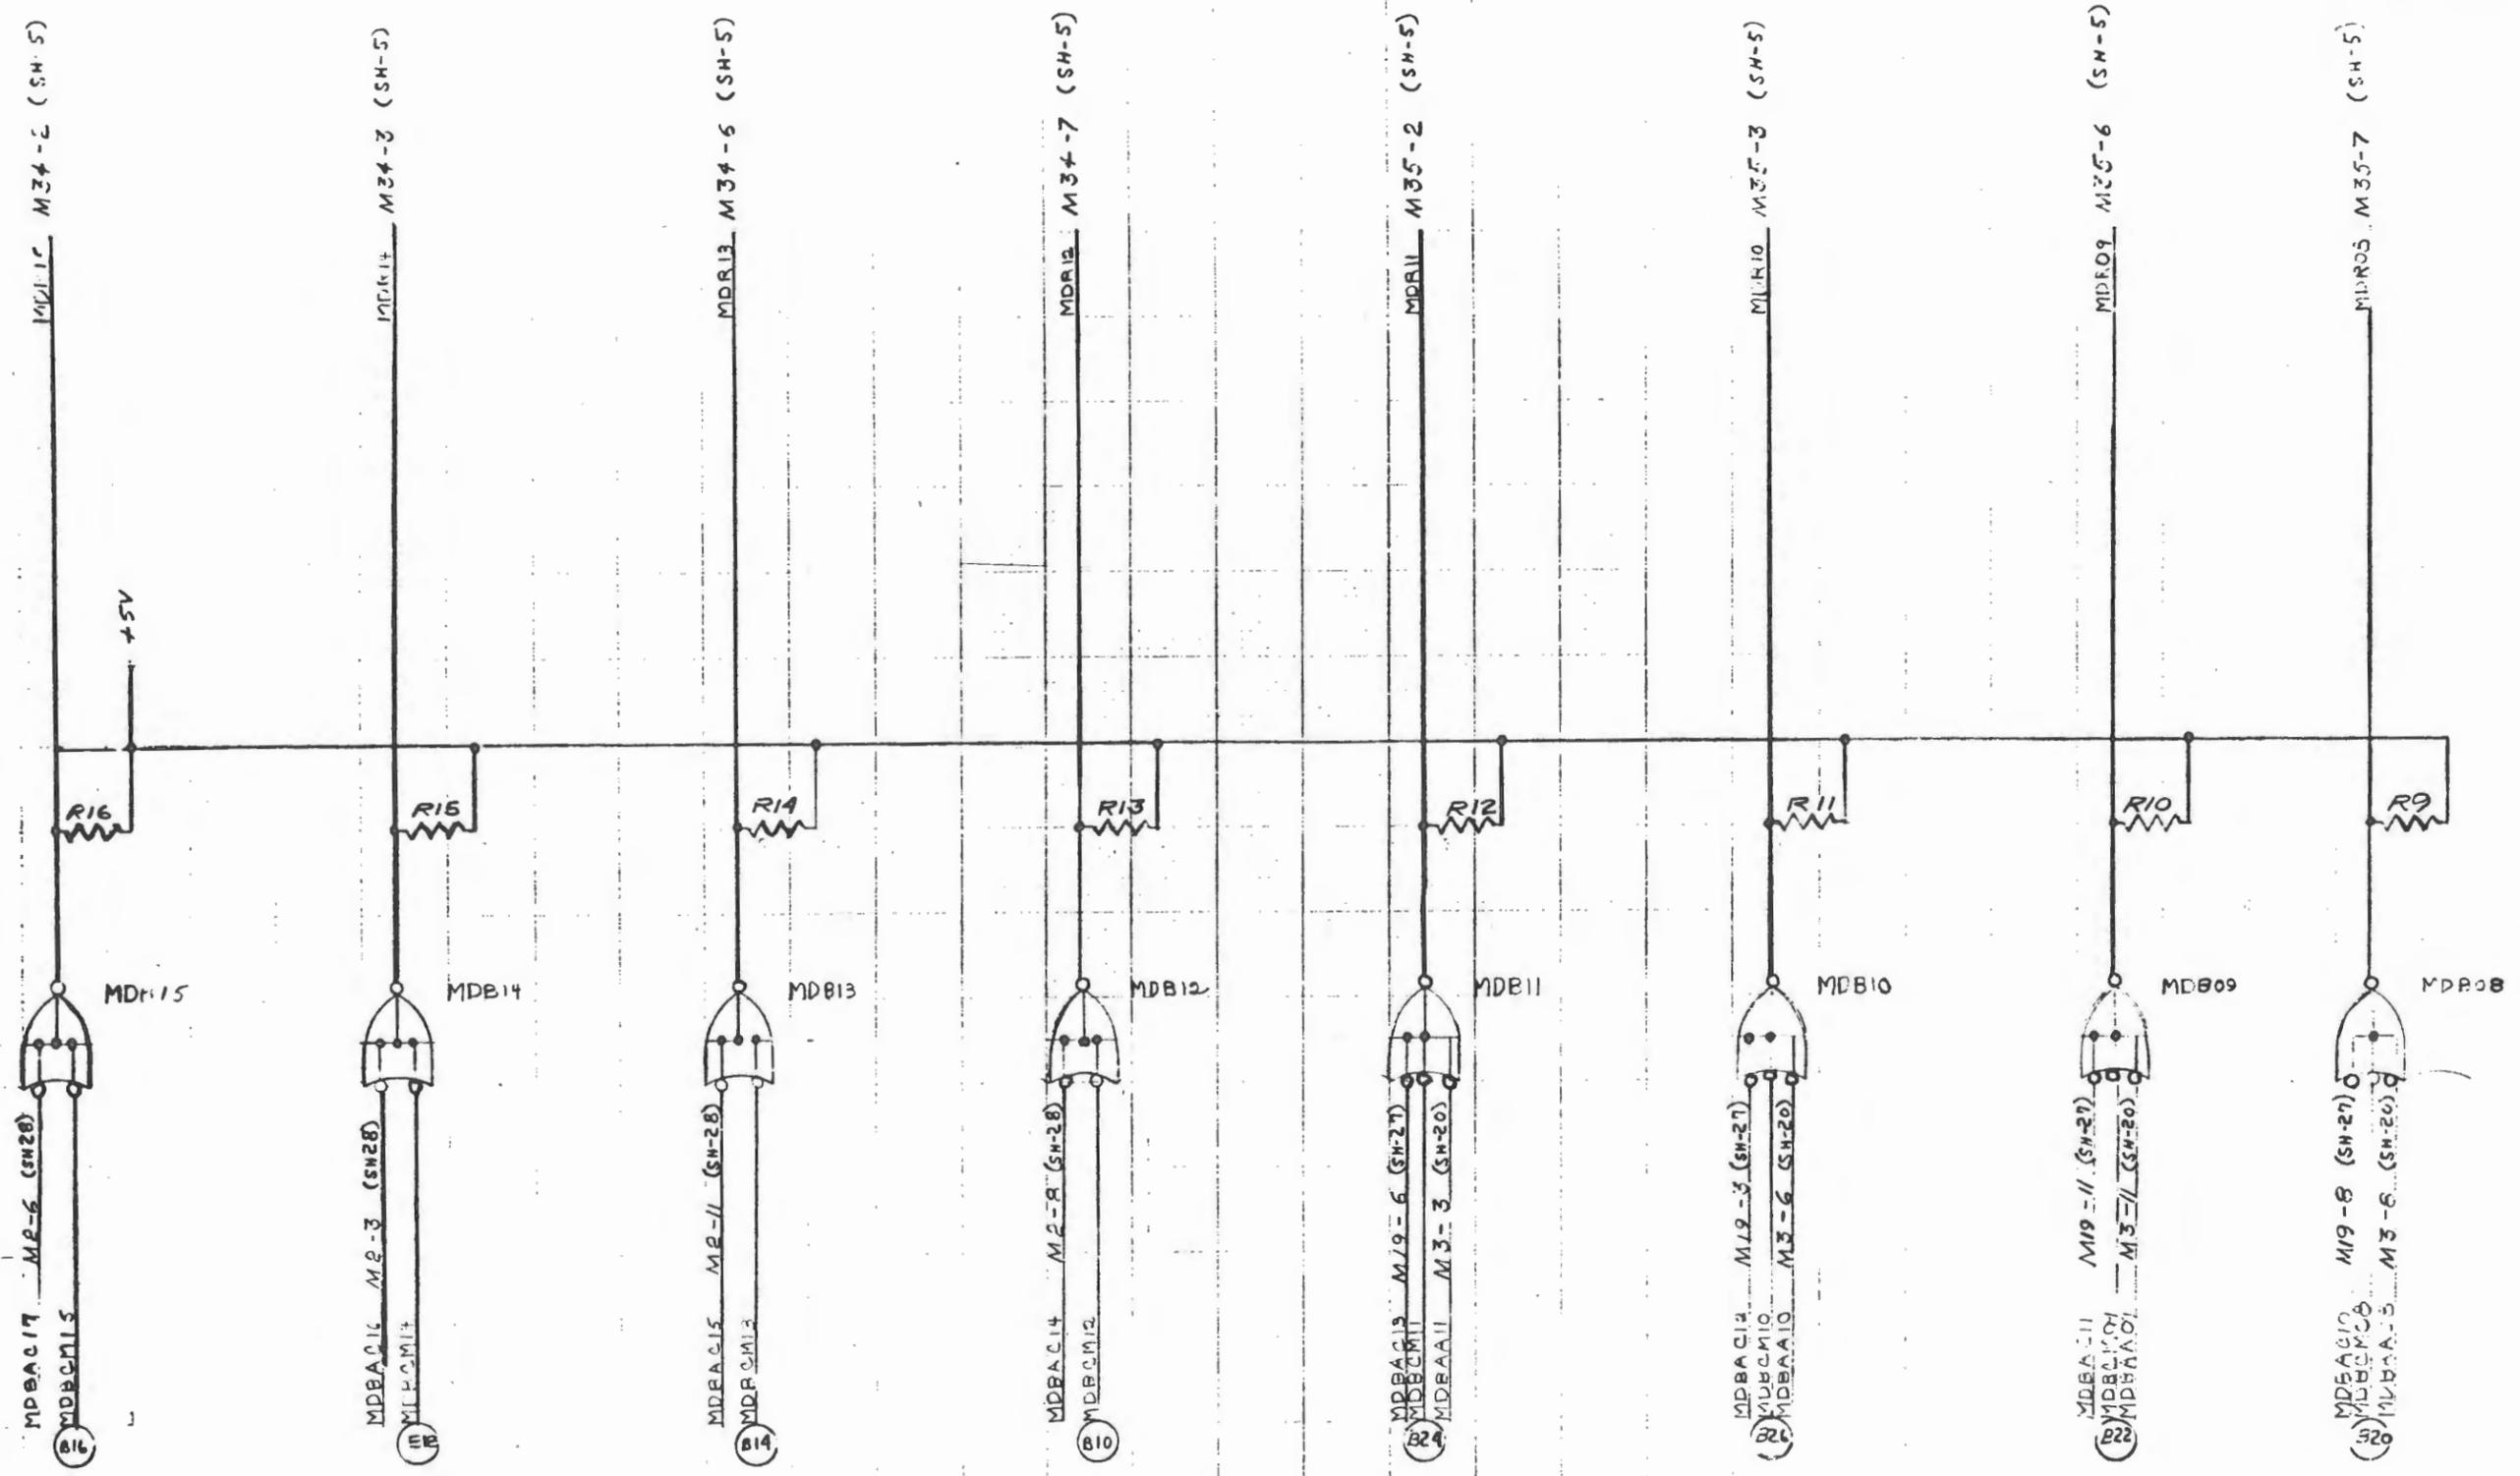 M34-2 (SH-5)
M34-3 (SH-5)
MDR13 M34-6 (SH-5)
MDR12 M34-7 (SH-5)
MDR11 M35-2 (SH-5)
MDR10 M35-3 (SH-5)
MDR09 M35-6 (SH-5)
M35-7 (SH-5)
+5V
R16
R15
R14
R13
R12
R11
R10
R9
MDB14
MDB13
MDB12
MDB11
MDB10
MDB09
MDBAC17 M2-6 (SH28)
MDBCM15
B16
MDBAC16 M2-3 (SH28)
MDBCM14
MDBAC15 M2-11 (SH-28)
MDBCM13
B14
MDBAC14 M2-8 (SH-28)
MDBCM12
B10
MDBAC13 M19-6 (SH-27)
MDBCM11
MDBAA11 M3-3 (SH-20)
B24
MDBAC12 M19-3 (SH-27)
MDBCM10
MDBAA10 M3-6 (SH-20)
B26
MDBAC11 M19-11 (SH-27)
M3-11 (SH-20)
B22
M19-8 (SH-27)
M3-8 (SH-20)
B20